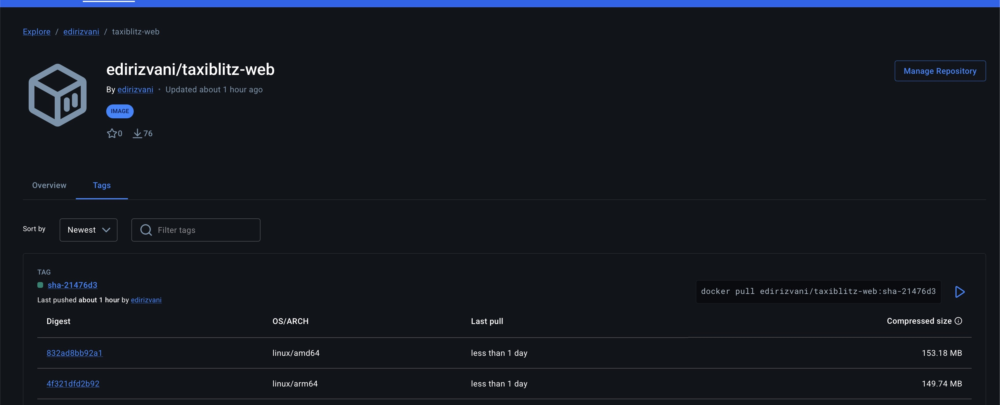 Explore / edirizvani / taxiblitz-web
edirizvani/taxiblitz-web
Manage Repository
By edirizvani • Updated about 1 hour ago
IMAGE
0 76
Overview Tags
Sort by Newest Filter tags
TAG
sha-21476d3
docker pull edirizvani/taxiblitz-web:sha-21476d3
Last pushed about 1 hour by edirizvani
Digest OS/ARCH Last pull Compressed size
832ad8bb92a1 linux/amd64 less than 1 day 153.18 MB
4f321dfd2b92 linux/arm64 less than 1 day 149.74 MB